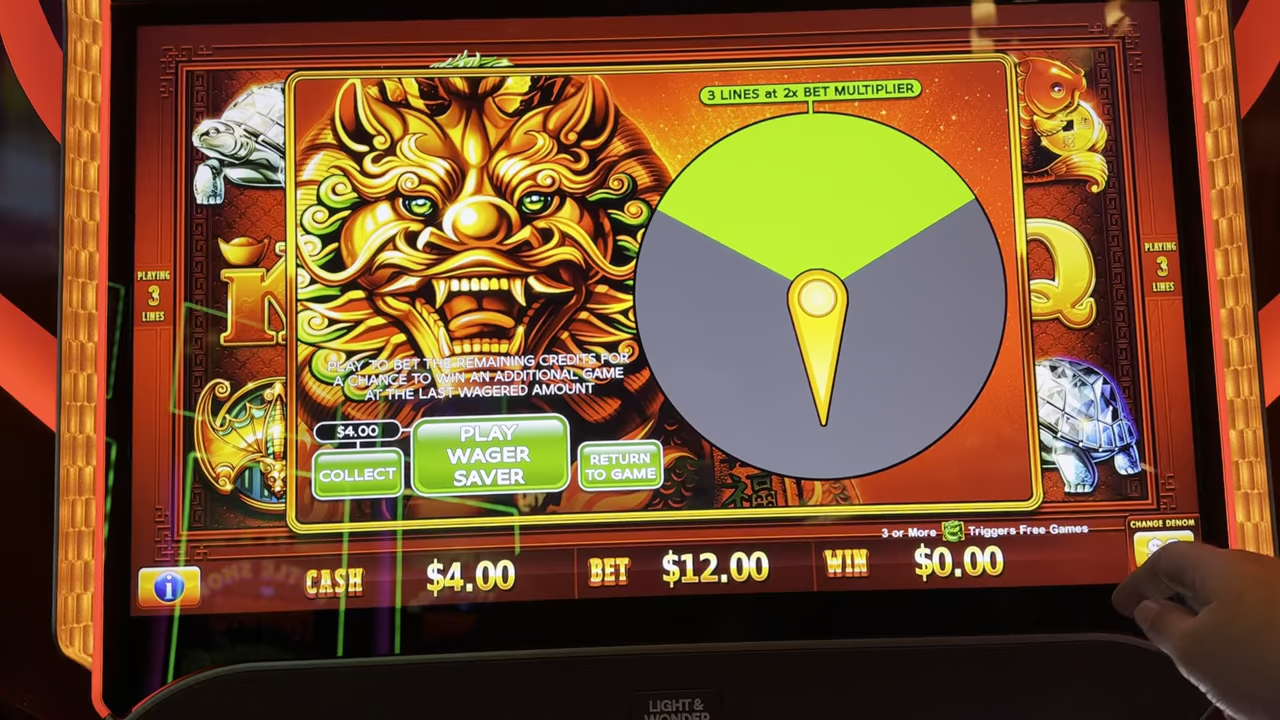 3 LINES at 2x BET MULTIPLIER
PLAYING
3
LINES
PLAYING
3
LINES
K
Q
PLAY TO BET THE REMAINING CREDITS FOR
A CHANCE TO WIN AN ADDITIONAL GAME
AT THE LAST WAGERED AMOUNT
$4.00
COLLECT
PLAY
WAGER
SAVER
RETURN
TO GAME
福
3 or More Triggers Free Games
CHANGE DENOM
i
CASH $4.00 BET $12.00 WIN $0.00
LIGHT &
WONDER